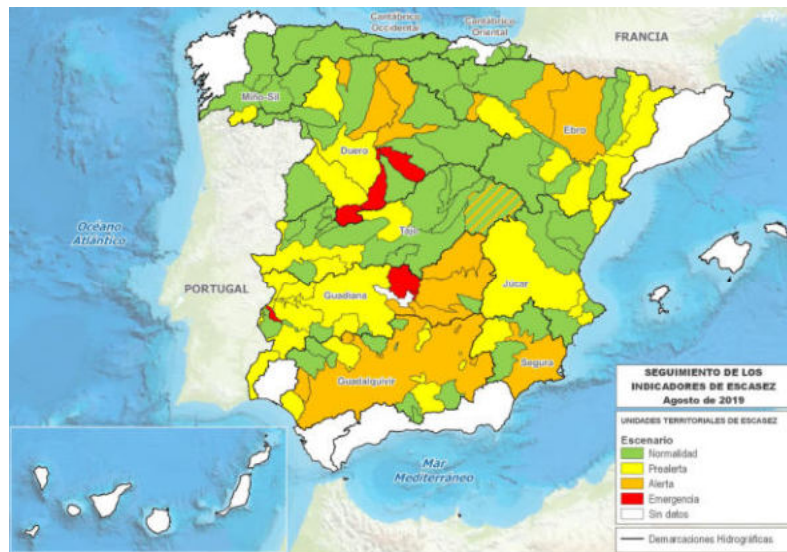 Cantábrico
Occidental
Cantábrico
Oriental
FRANCIA
Miño-Sil
Ebro
Duero
Océano
Atlántico
Tajo
PORTUGAL
Guadiana
Júcar
Segura
Guadalquivir
Mar
Mediterráneo
SEGUIMIENTO DE LOS
INDICADORES DE ESCASEZ
Agosto de 2019
UNIDADES TERRITORIALES DE ESCASEZ
Escenario
Normalidad
Prealerta
Alerta
Emergencia
Sin datos
Demarcaciones Hidrográficas